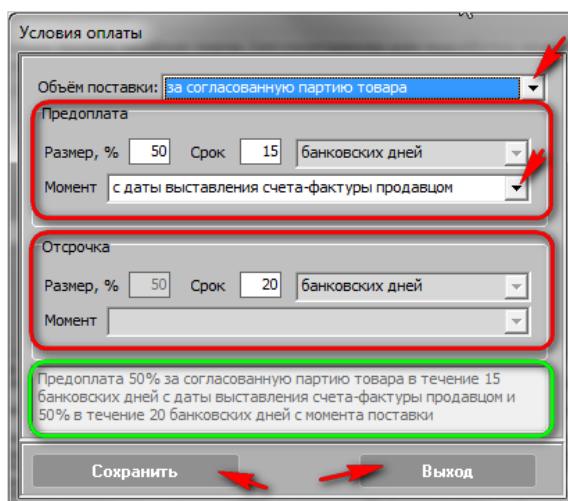 Условия оплаты
Объём поставки: за согласованную партию товара
Предоплата
Размер, % 50 Срок 15 банковских дней
Момент с даты выставления счета-фактуры продавцом
Отсрочка
Размер, % 50 Срок 20 банковских дней
Момент
Предоплата 50% за согласованную партию товара в течение 15
банковских дней с даты выставления счета-фактуры продавцом и
50% в течение 20 банковских дней с момента поставки
Сохранить Выход